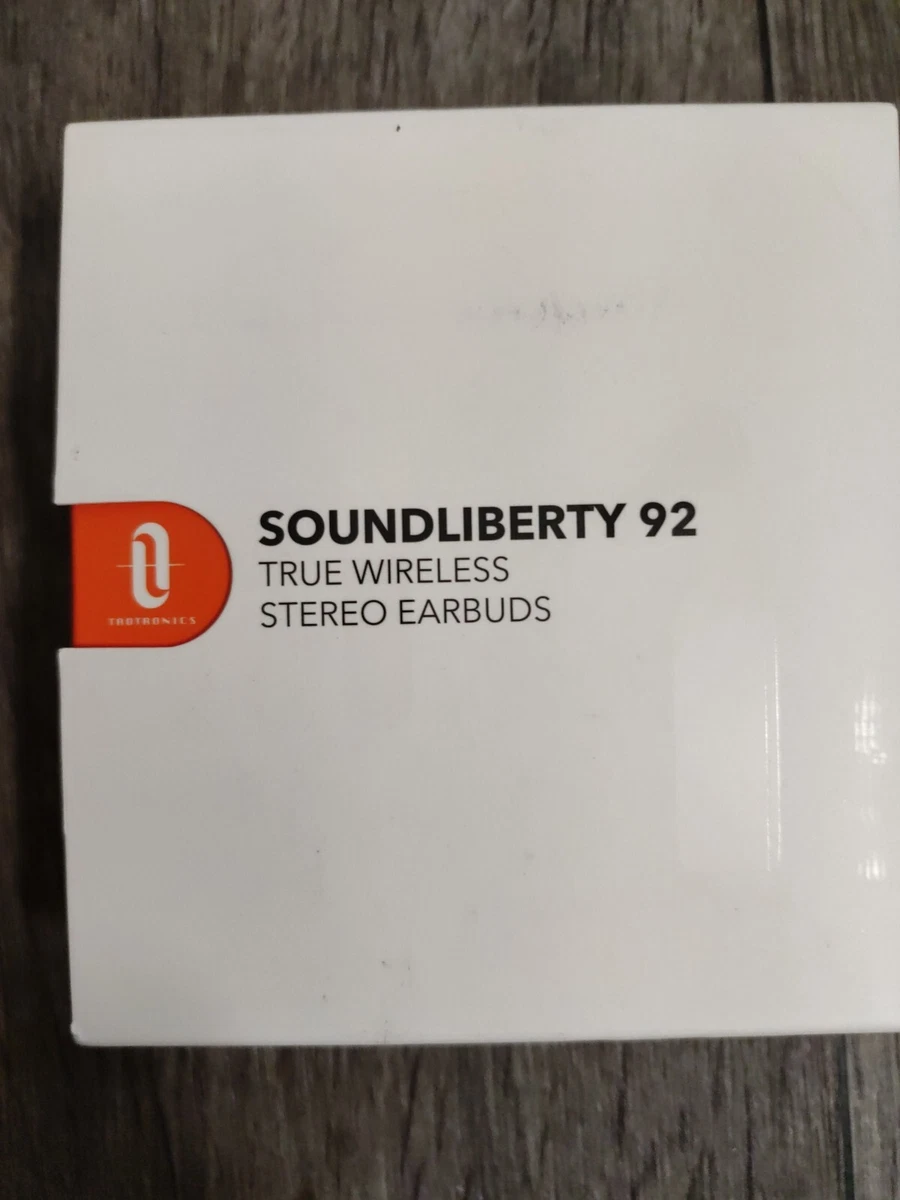 SOUNDLIBERTY 92
TRUE WIRELESS
STEREO EARBUDS
TAOTRONICS